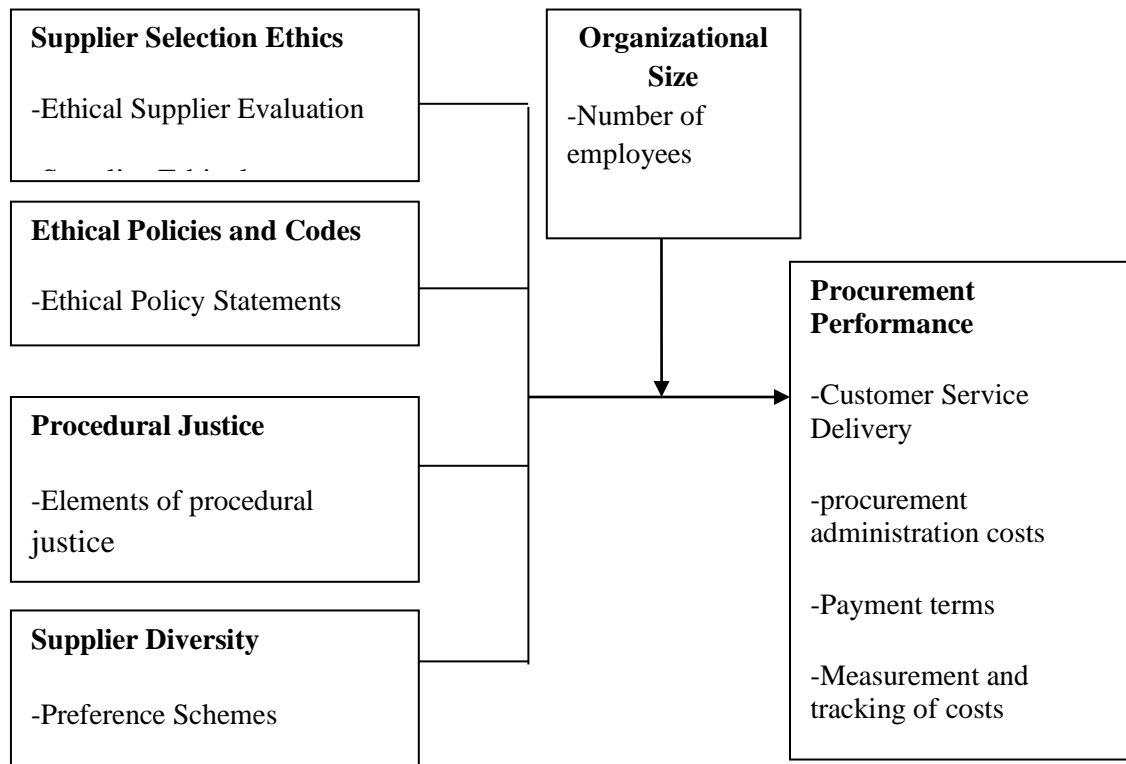 Supplier Selection Ethics
-Ethical Supplier Evaluation
Ethical Policies and Codes
-Ethical Policy Statements
Procedural Justice
-Elements of procedural
justice
Supplier Diversity
-Preference Schemes
Organizational
Size
-Number of
employees
Procurement
Performance
-Customer Service
Delivery
-procurement
administration costs
-Payment terms
-Measurement and
tracking of costs